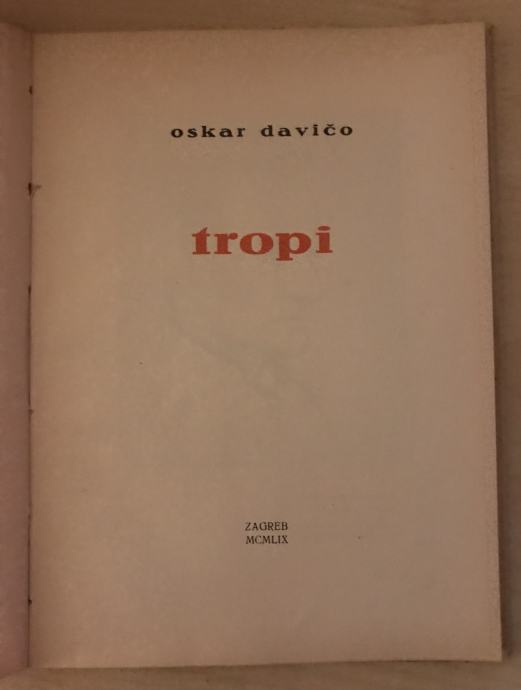 oskar davičo
tropi
ZAGREB
MCMLIX